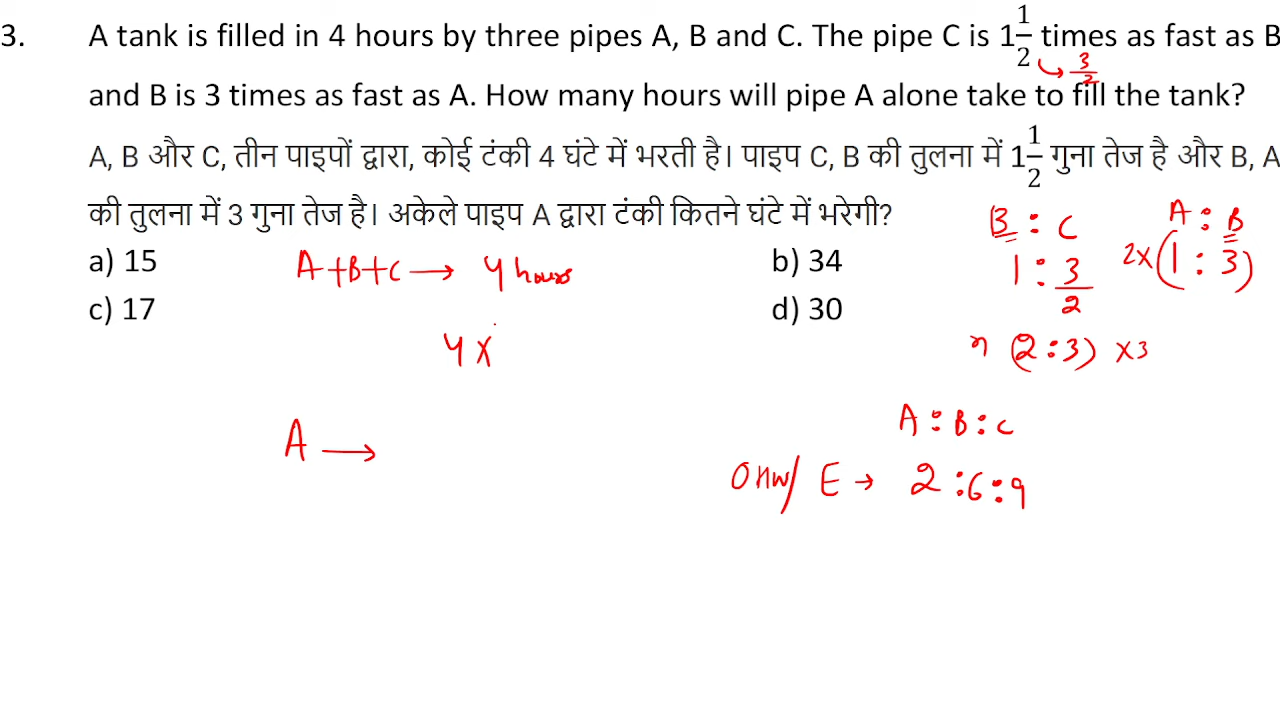 3. A tank is filled in 4 hours by three pipes A, B and C. The pipe C is 1 1/2 times as fast as B
3/2
and B is 3 times as fast as A. How many hours will pipe A alone take to fill the tank?
A, B और C, तीन पाइपों द्वारा, कोई टंकी 4 घंटे में भरती है। पाइप C, B की तुलना में 1 1/2 गुना तेज है और B, A
की तुलना में 3 गुना तेज है। अकेले पाइप A द्वारा टंकी कितने घंटे में भरेगी?
B : C A : B
a) 15 A+B+C → 4 hours b) 34 1 : 3/2 2x(1 : 3)
c) 17 d) 30
4 x (2 : 3) x3
A : B : C
A →
E → 2 : 6 : 9